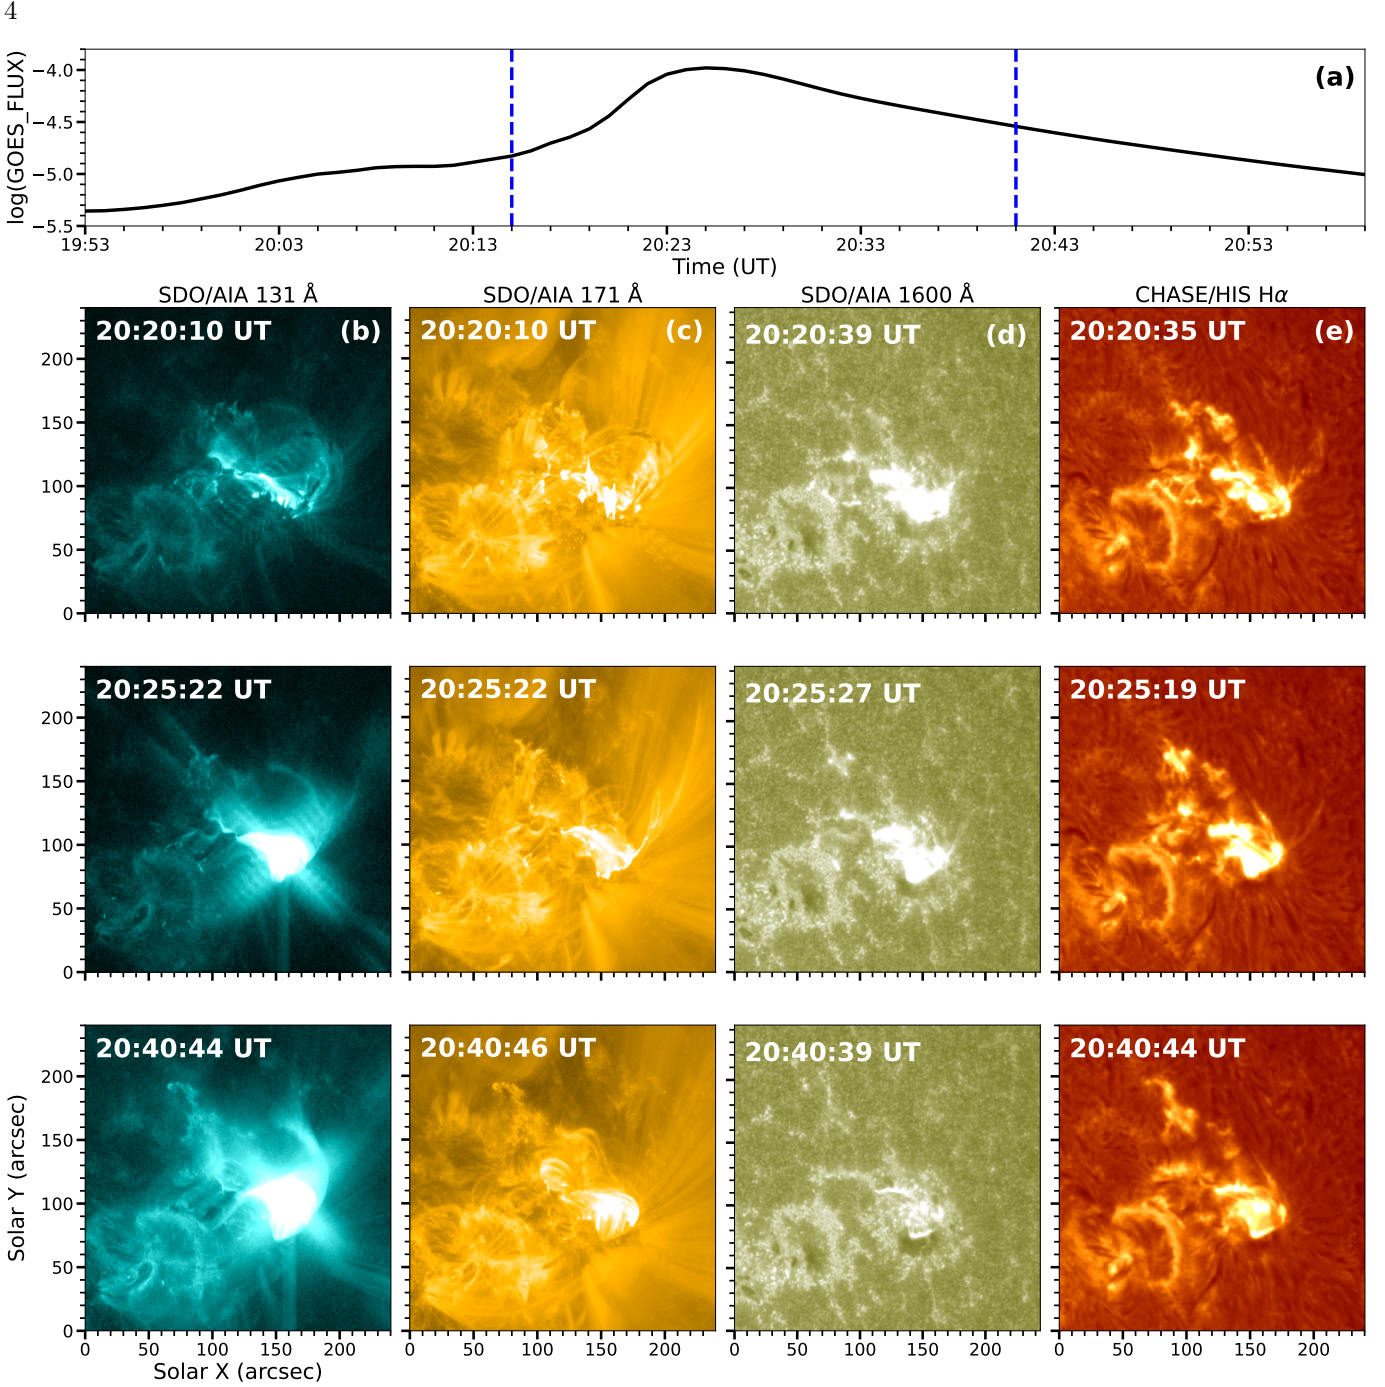 4
(a)
log(GOES_FLUX)
−4.0
−4.5
−5.0
−5.5
19:53 20:03 20:13 20:23 20:33 20:43 20:53
Time (UT)
SDO/AIA 131 Å SDO/AIA 171 Å SDO/AIA 1600 Å CHASE/HIS Hα
20:20:10 UT (b) 20:20:10 UT (c) 20:20:39 UT (d) 20:20:35 UT (e)
200
150
100
50
0
20:25:22 UT 20:25:22 UT 20:25:27 UT 20:25:19 UT
200
150
100
50
0
20:40:44 UT 20:40:46 UT 20:40:39 UT 20:40:44 UT
Solar Y (arcsec)
200
150
100
50
0
0 50 100 150 200 0 50 100 150 200 0 50 100 150 200 0 50 100 150 200
Solar X (arcsec)